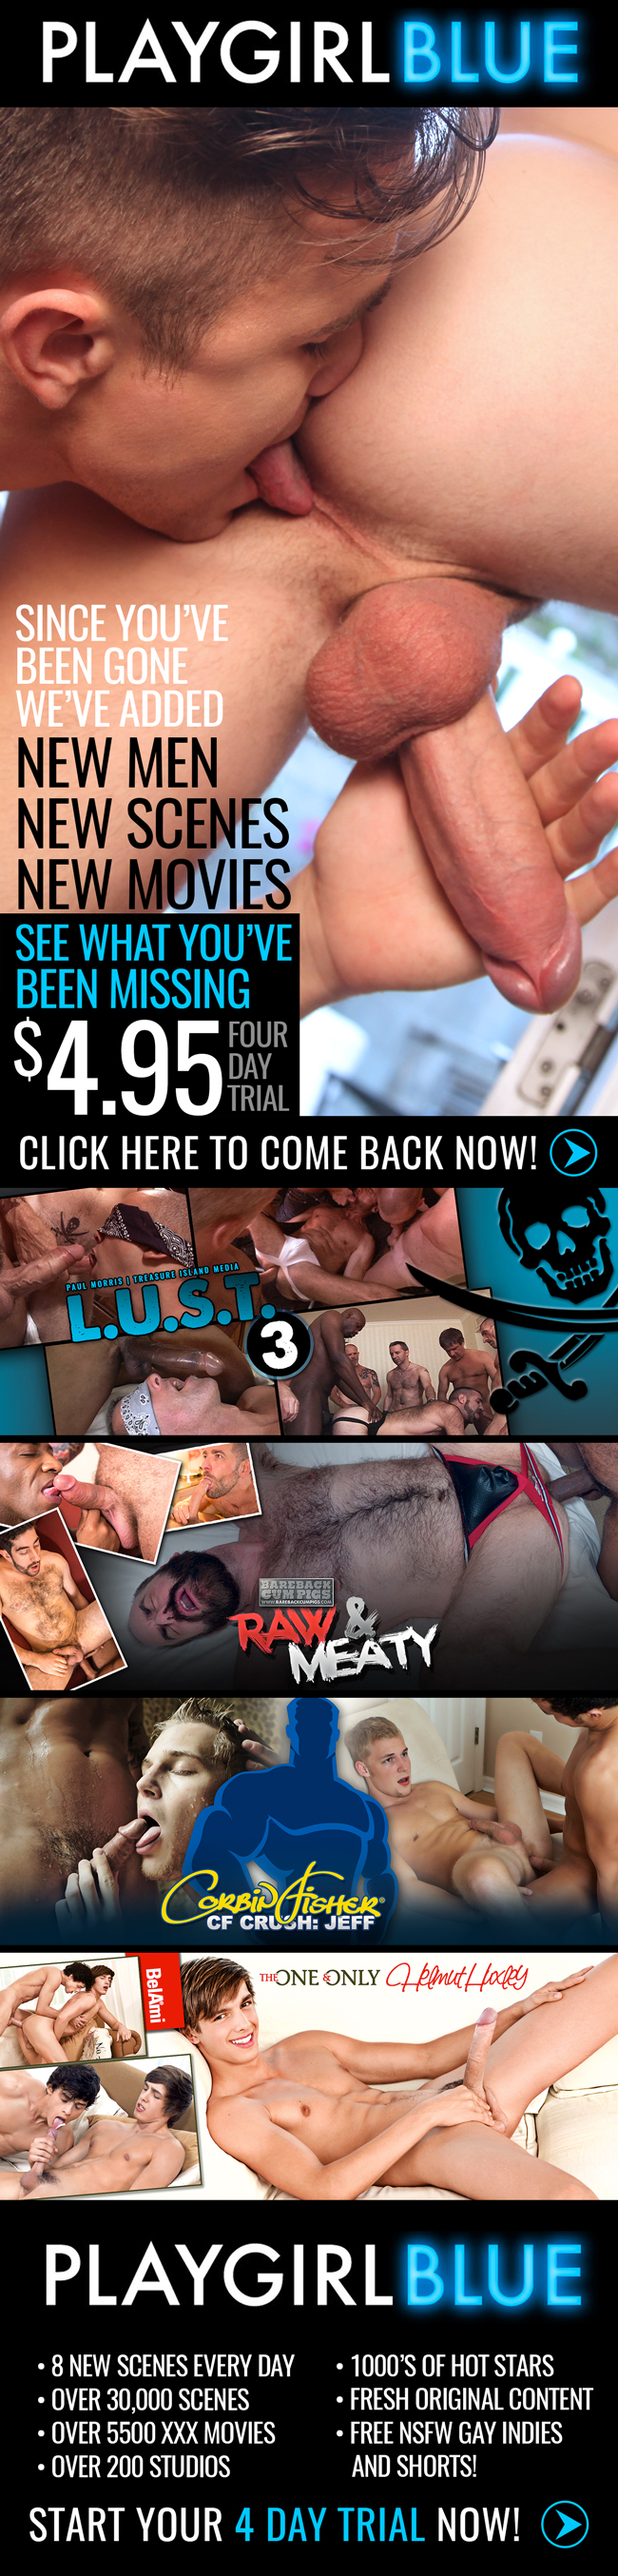 PLAYGIRL BLUE
SINCE YOU'VE
BEEN GONE
WE'VE ADDED
NEW MEN
NEW SCENES
NEW MOVIES
SEE WHAT YOU'VE
BEEN MISSING
$4.95 FOUR
DAY
TRIAL
CLICK HERE TO COME BACK NOW!
PAUL MORRIS | TREASURE ISLAND MEDIA
L.U.S.T.
3
BAREBACK
CUM PIGS
WWW.BAREBACKCUMPIGS.COM
RAW &
MEATY
CORBIN FISHER®
CF CRUSH: JEFF
BelAmi
THE ONE & ONLY Helmut Huxley
PLAYGIRL BLUE
• 8 NEW SCENES EVERY DAY
• OVER 30,000 SCENES
• OVER 5500 XXX MOVIES
• OVER 200 STUDIOS
• 1000'S OF HOT STARS
• FRESH ORIGINAL CONTENT
• FREE NSFW GAY INDIES
AND SHORTS!
START YOUR 4 DAY TRIAL NOW!